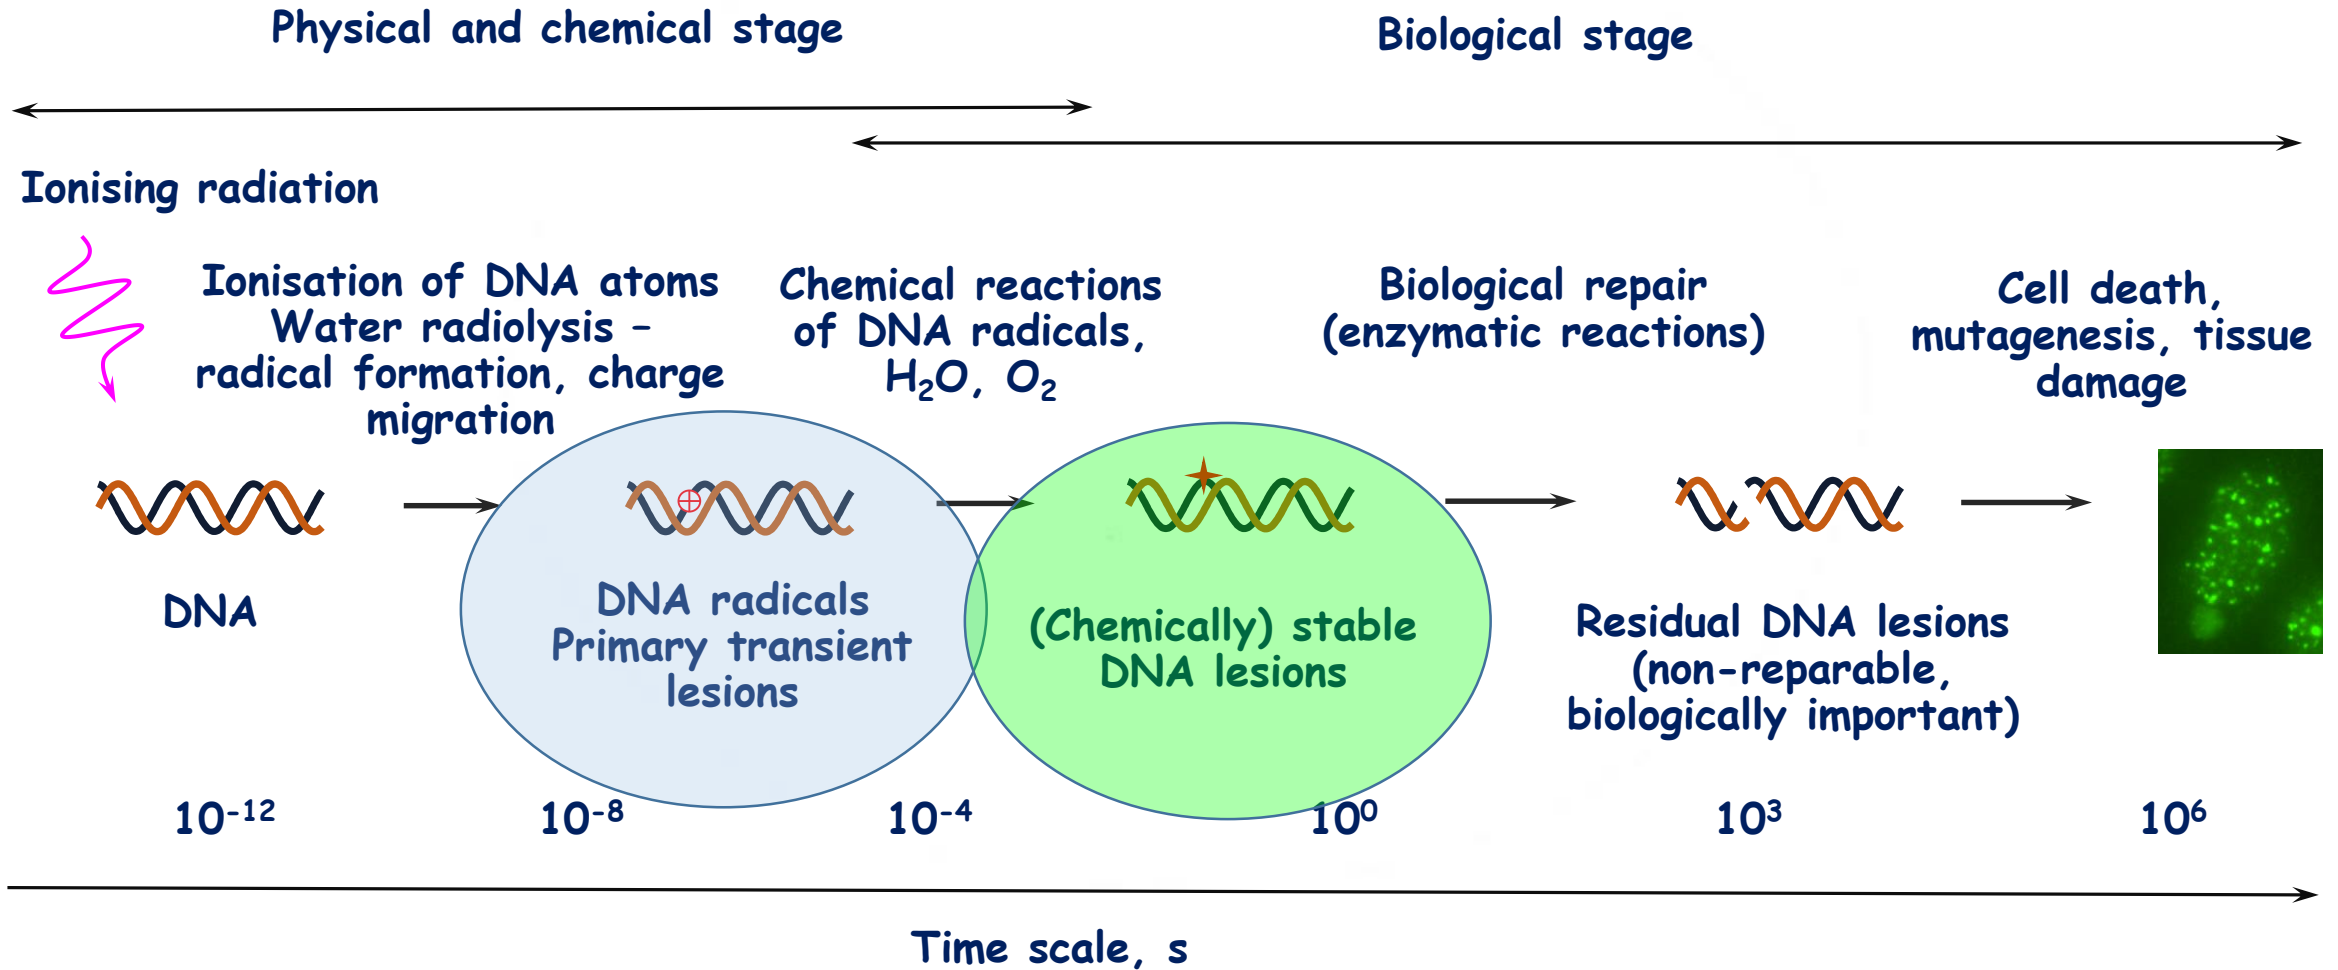 Physical and chemical stage
Biological stage
Ionising radiation
Ionisation of DNA atoms
Water radiolysis –
radical formation, charge
migration
Chemical reactions
of DNA radicals,
H₂O, O₂
Biological repair
(enzymatic reactions)
Cell death,
mutagenesis, tissue
damage
DNA
DNA radicals
Primary transient
lesions
(Chemically) stable
DNA lesions
Residual DNA lesions
(non-reparable,
biologically important)
10⁻¹²
10⁻⁸
10⁻⁴
10⁰
10³
10⁶
Time scale, s